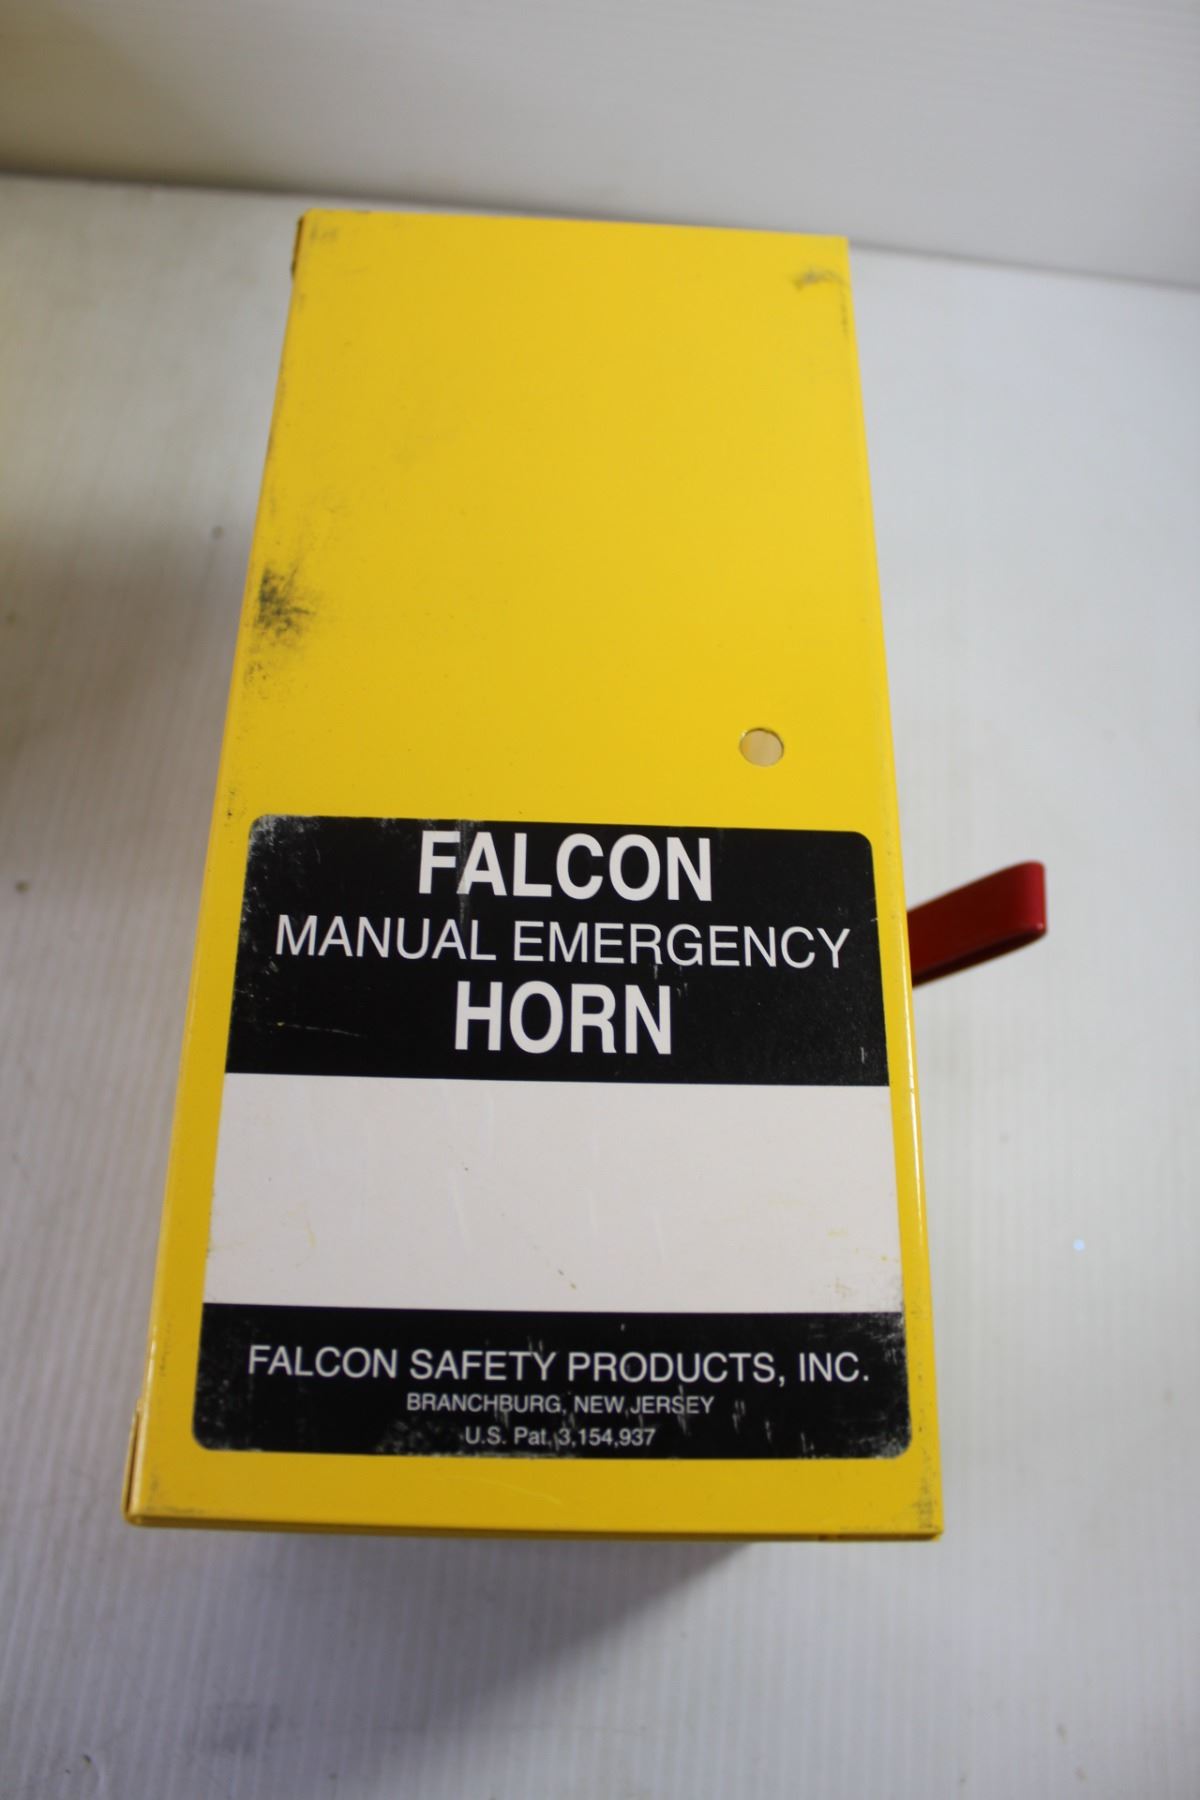 FALCON
MANUAL EMERGENCY
HORN
FALCON SAFETY PRODUCTS, INC.
BRANCHBURG, NEW JERSEY
U.S. Pat. 3,154,937